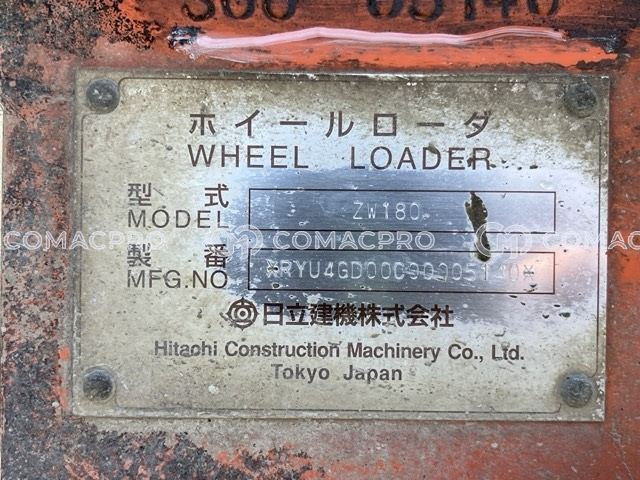 ホイールローダ
WHEEL LOADER
型式 ZW180
MODEL
製番
MFG.NO
日立建機株式会社
Hitachi Construction Machinery Co., Ltd.
Tokyo Japan
COMACPRO COMACPRO COMACPRO